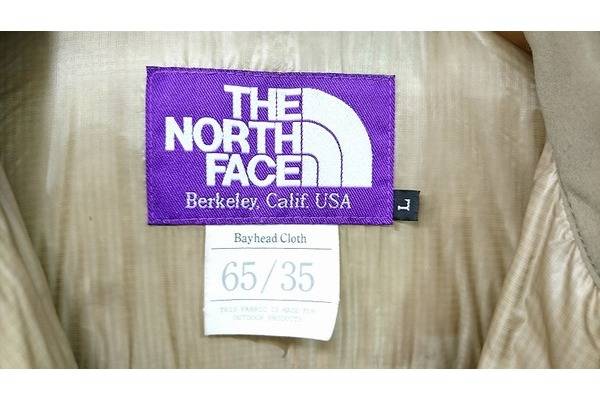 THE
NORTH
FACE
Berkeley, Calif. USA
L
Bayhead Cloth
65/35
THIS FABRIC IS MADE FOR
OUTDOOR PRODUCTS